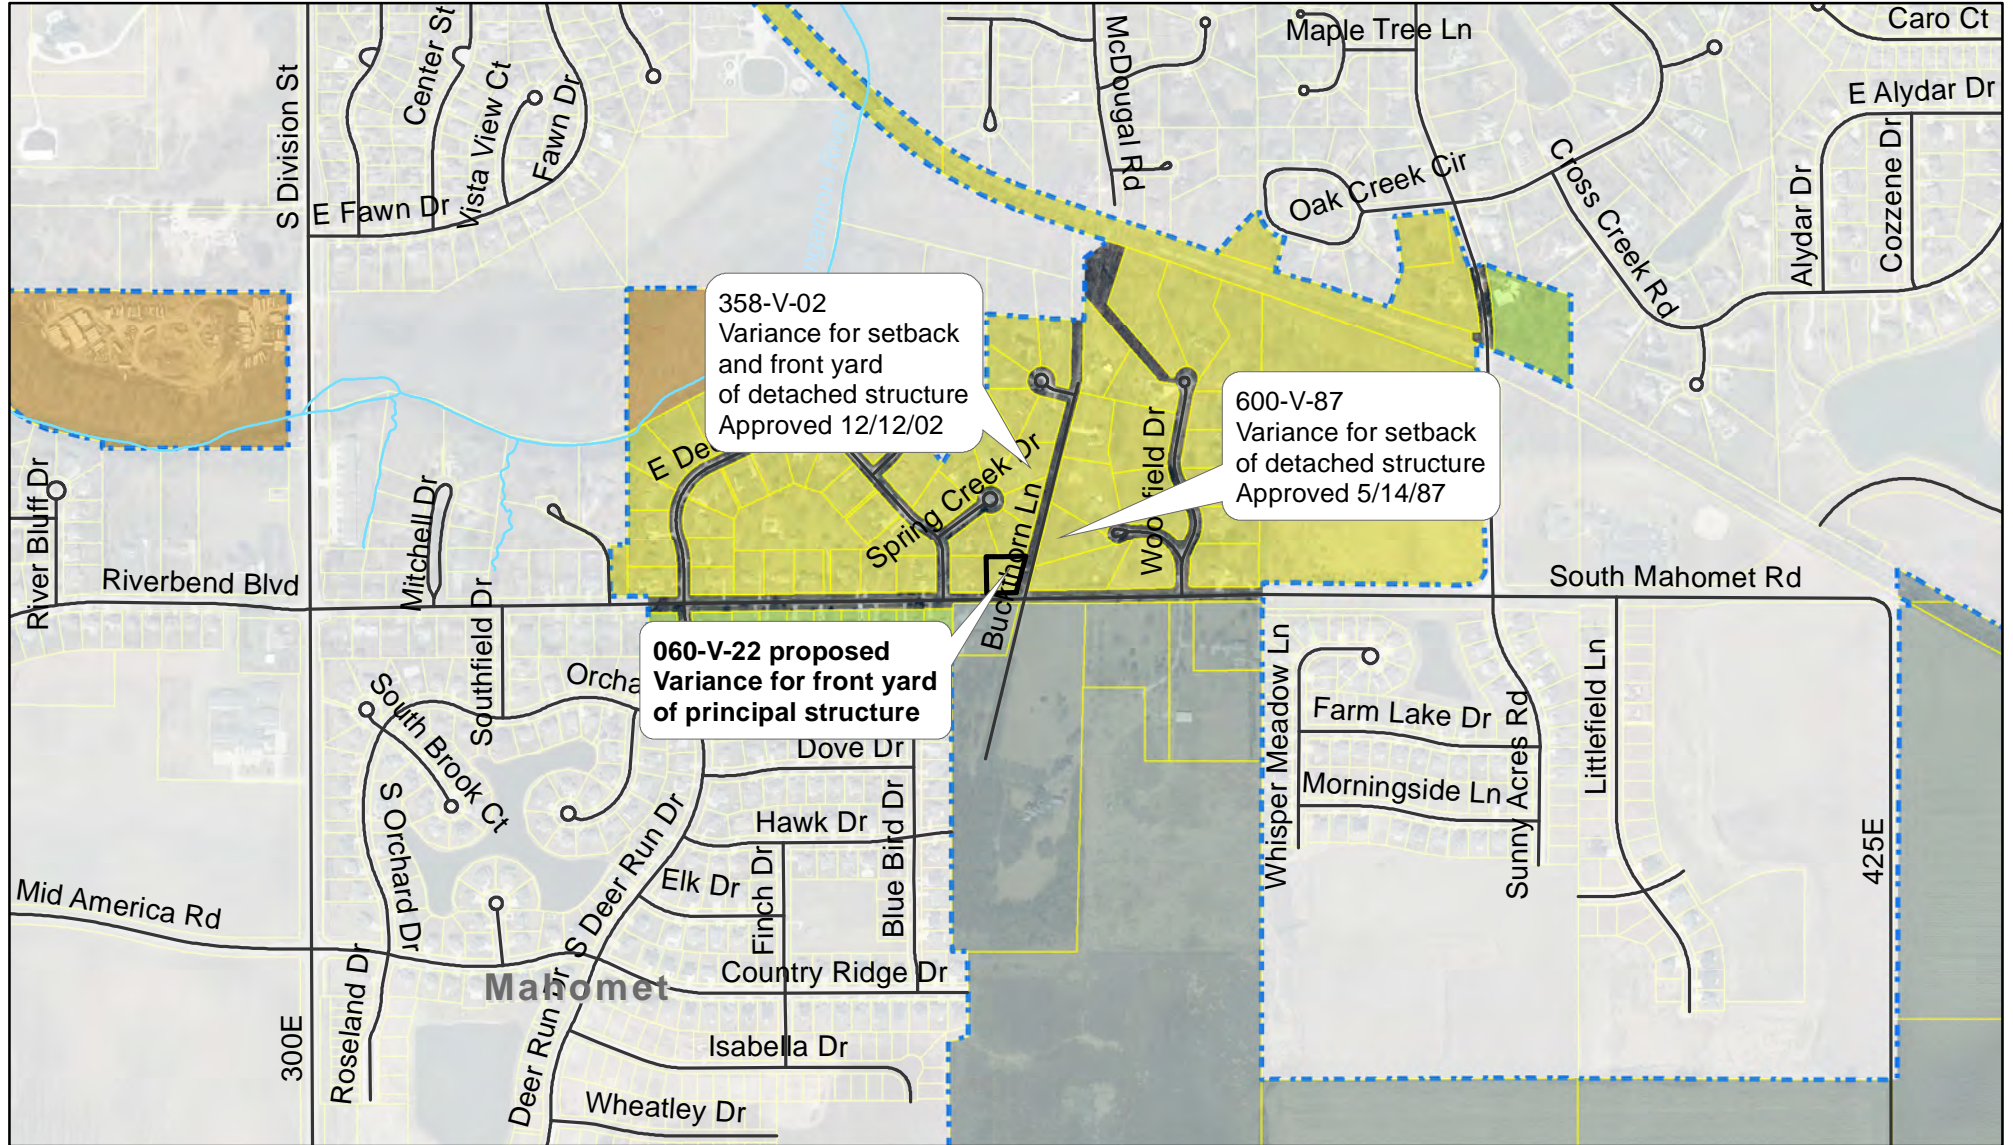 Caro Ct
Maple Tree Ln
McDougal Rd
Center St
S Division St
Vista View Ct
Fawn Dr
E Fawn Dr
E Alydar Dr
Cozzene Dr
Alydar Dr
Cross Creek Rd
Oak Creek Cir
358-V-02
Variance for setback
and front yard
of detached structure
Approved 12/12/02
600-V-87
Variance for setback
of detached structure
Approved 5/14/87
E Dee
Spring Creek Dr
Buckthorn Ln
Woodfield Dr
River Bluff Dr
Riverbend Blvd
Mitchell Dr
Southfield Dr
South Mahomet Rd
Buckthorn Ln
060-V-22 proposed
Variance for front yard
of principal structure
Orcha
South Brook Ct
S Orchard Dr
Dove Dr
Hawk Dr
Elk Dr
Finch Dr
Blue Bird Dr
S Deer Run Dr
Whisper Meadow Ln
Farm Lake Dr
Morningside Ln
Sunny Acres Rd
Littlefield Ln
425E
Mid America Rd
Country Ridge Dr
Mahomet
Roseland Dr
300E
Deer Run Dr
Isabella Dr
Wheatley Dr